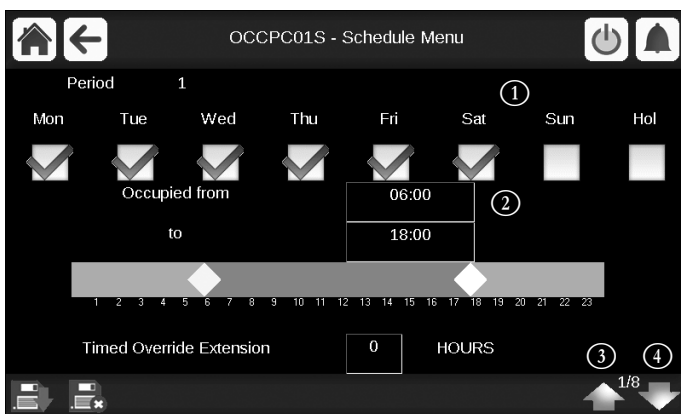 OCCPC01S - Schedule Menu
Period 1
①
Mon Tue Wed Thu Fri Sat Sun Hol
Occupied from 06:00
②
to 18:00
1 2 3 4 5 6 7 8 9 10 11 12 13 14 15 16 17 18 19 20 21 22 23
Timed Override Extension 0 HOURS
③ ④
1/8